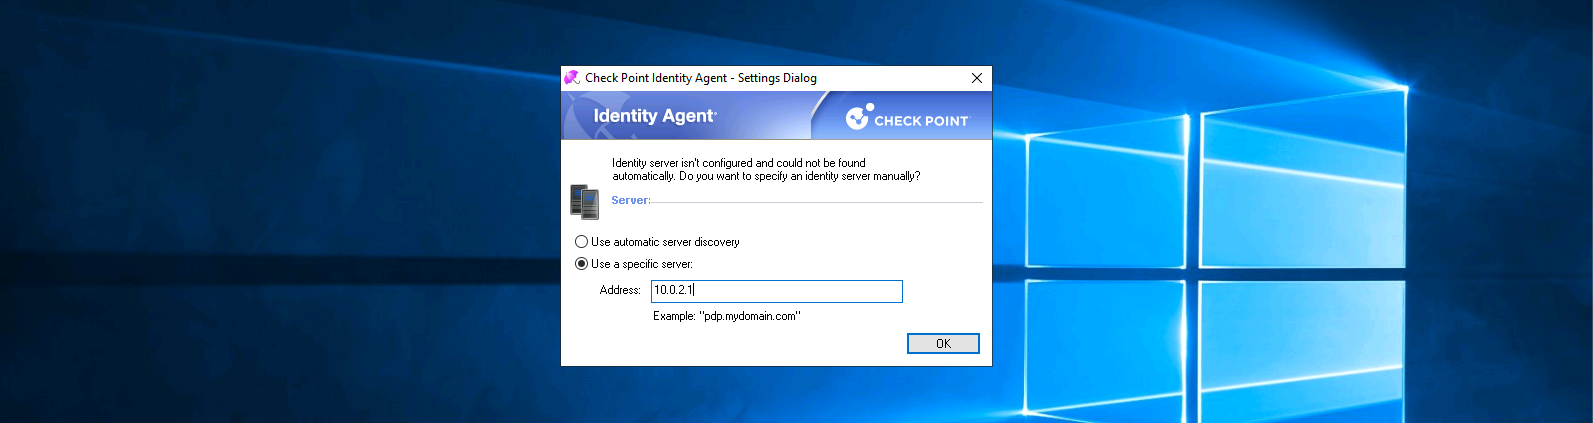 Check Point Identity Agent - Settings Dialog
Identity Agent
CHECK POINT
Identity server isn't configured and could not be found
automatically. Do you want to specify an identity server manually?
Server:
Use automatic server discovery
Use a specific server:
Address: 10.0.2.1
Example: "pdp.mydomain.com"
OK